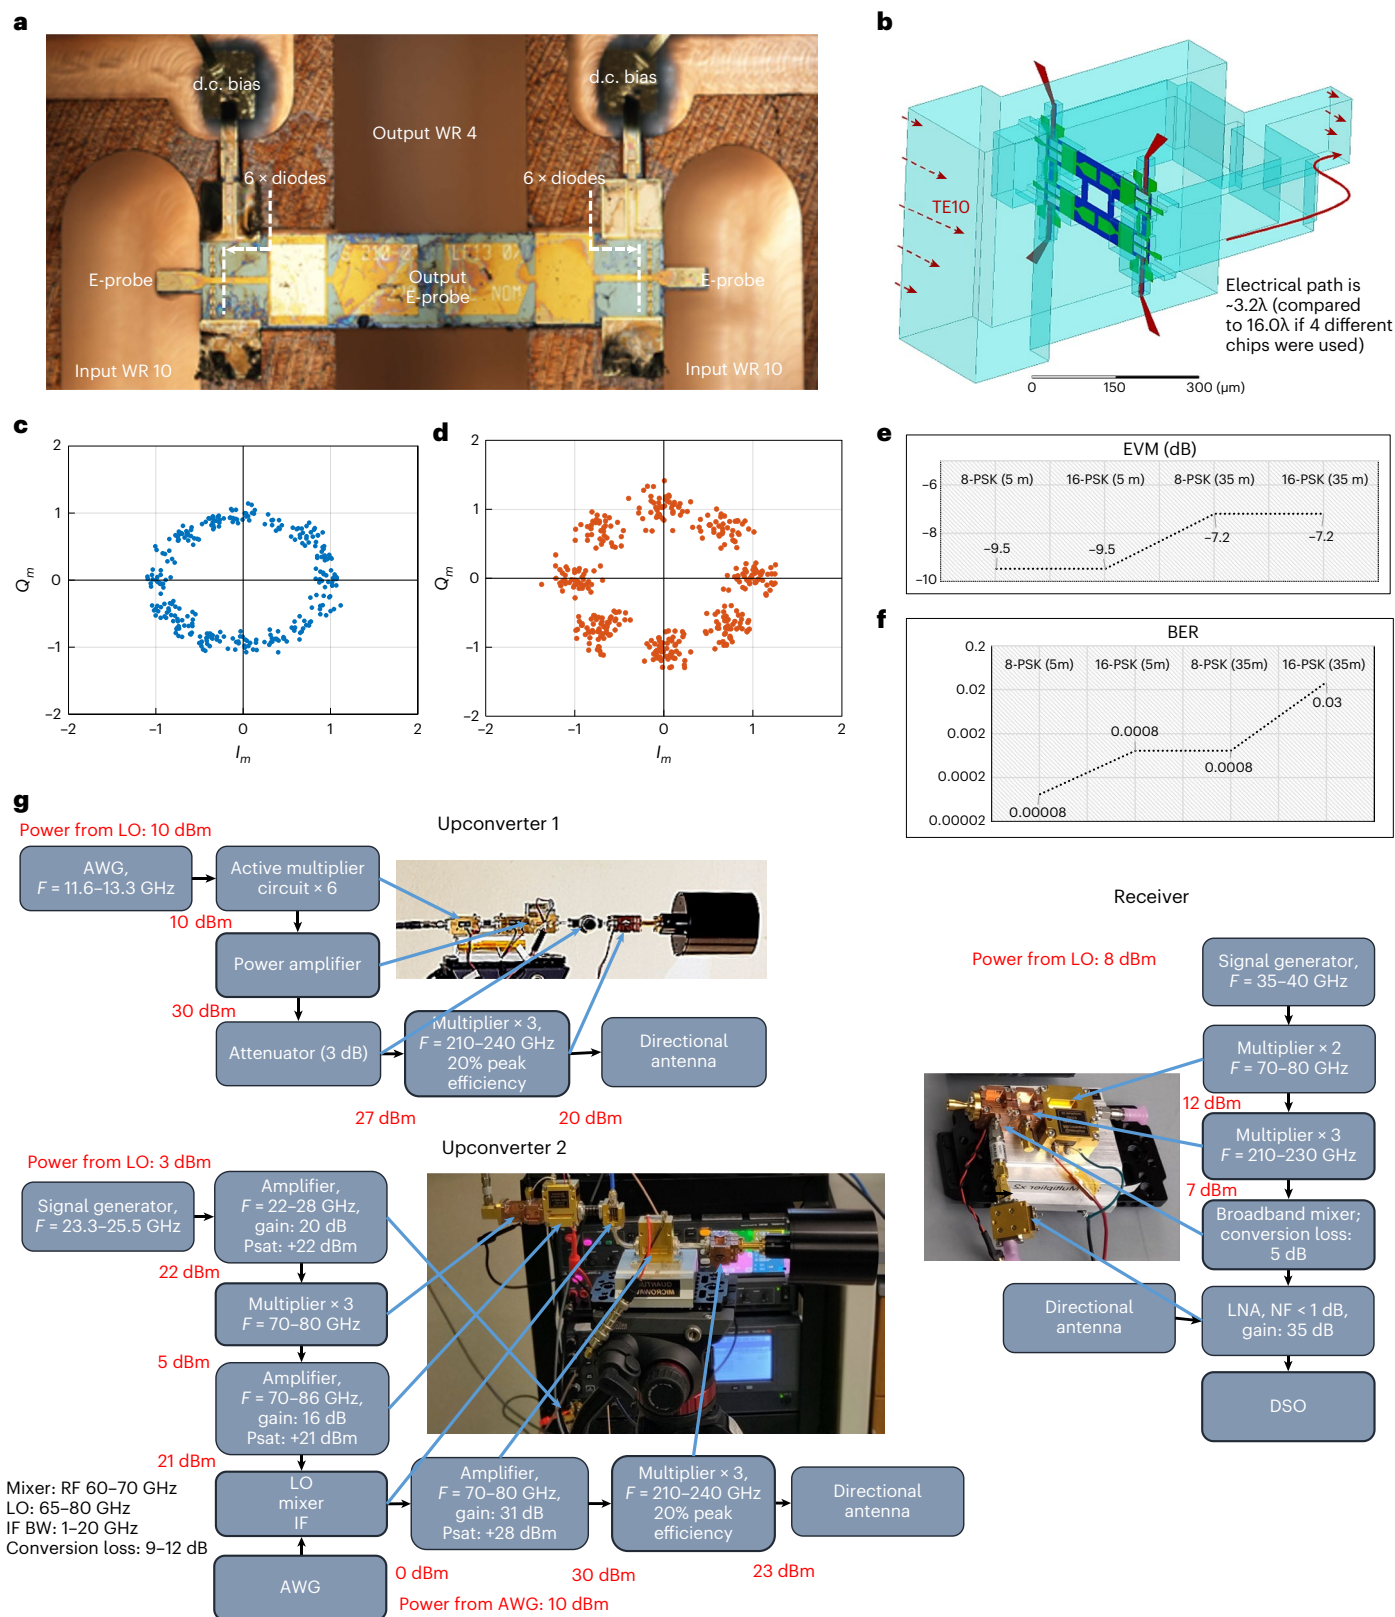 a
d.c. bias
d.c. bias
Output WR 4
6 × diodes
6 × diodes
E-probe
Output
E-probe
E-probe
NOM
Input WR 10
Input WR 10
b
TE10
Electrical path is
~3.2λ (compared
to 16.0λ if 4 different
chips were used)
0
150
300 (μm)
c
2
1
0
−1
−2
Qm
−2
−1
0
1
2
Im
d
2
1
0
−1
−2
Qm
−2
−1
0
1
2
Im
e
EVM (dB)
−6
−8
−10
8-PSK (5 m)
16-PSK (5 m)
8-PSK (35 m)
16-PSK (35 m)
−9.5
−9.5
−7.2
−7.2
f
BER
0.2
0.02
0.002
0.0002
0.00002
8-PSK (5m)
16-PSK (5m)
8-PSK (35m)
16-PSK (35m)
0.00008
0.0008
0.0008
0.03
g
Upconverter 1
Power from LO: 10 dBm
AWG,
F = 11.6–13.3 GHz
Active multiplier
circuit × 6
10 dBm
Power amplifier
30 dBm
Attenuator (3 dB)
Multiplier × 3,
F = 210–240 GHz
20% peak
efficiency
Directional
antenna
27 dBm
20 dBm
Upconverter 2
Power from LO: 3 dBm
Signal generator,
F = 23.3–25.5 GHz
Amplifier,
F = 22–28 GHz,
gain: 20 dB
Psat: +22 dBm
22 dBm
Multiplier × 3
F = 70–80 GHz
5 dBm
Amplifier,
F = 70–86 GHz,
gain: 16 dB
Psat: +21 dBm
21 dBm
Mixer: RF 60–70 GHz
LO: 65–80 GHz
IF BW: 1–20 GHz
Conversion loss: 9–12 dB
LO
mixer
IF
AWG
0 dBm
Power from AWG: 10 dBm
Amplifier,
F = 70–80 GHz,
gain: 31 dB
Psat: +28 dBm
30 dBm
Multiplier × 3,
F = 210–240 GHz
20% peak
efficiency
23 dBm
Directional
antenna
Receiver
Power from LO: 8 dBm
Signal generator,
F = 35–40 GHz
Multiplier × 2
F = 70–80 GHz
12 dBm
Multiplier × 3
F = 210–230 GHz
7 dBm
Broadband mixer;
conversion loss:
5 dB
Multiplier x2
Directional
antenna
LNA, NF < 1 dB,
gain: 35 dB
DSO